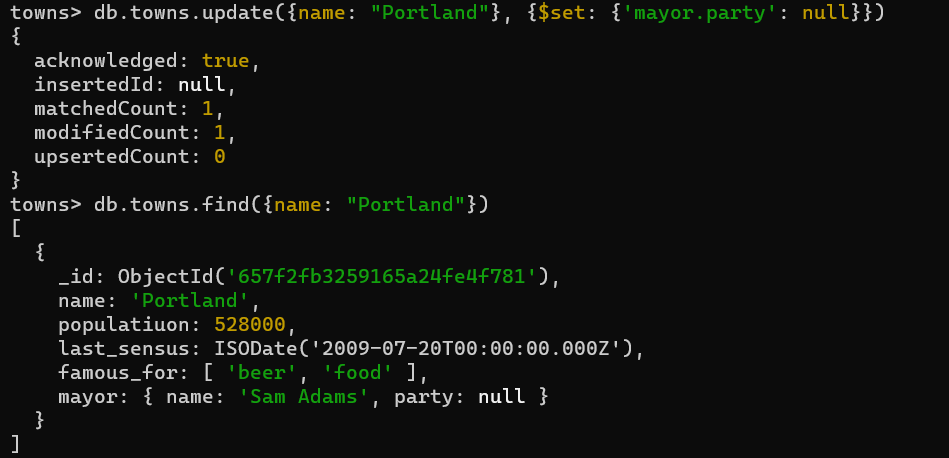 towns> db.towns.update({name: "Portland"}, {$set: {'mayor.party': null}})
{
  acknowledged: true,
  insertedId: null,
  matchedCount: 1,
  modifiedCount: 1,
  upsertedCount: 0
}
towns> db.towns.find({name: "Portland"})
[
  {
    _id: ObjectId('657f2fb3259165a24fe4f781'),
    name: 'Portland',
    populatiuon: 528000,
    last_sensus: ISODate('2009-07-20T00:00:00.000Z'),
    famous_for: [ 'beer', 'food' ],
    mayor: { name: 'Sam Adams', party: null }
  }
]